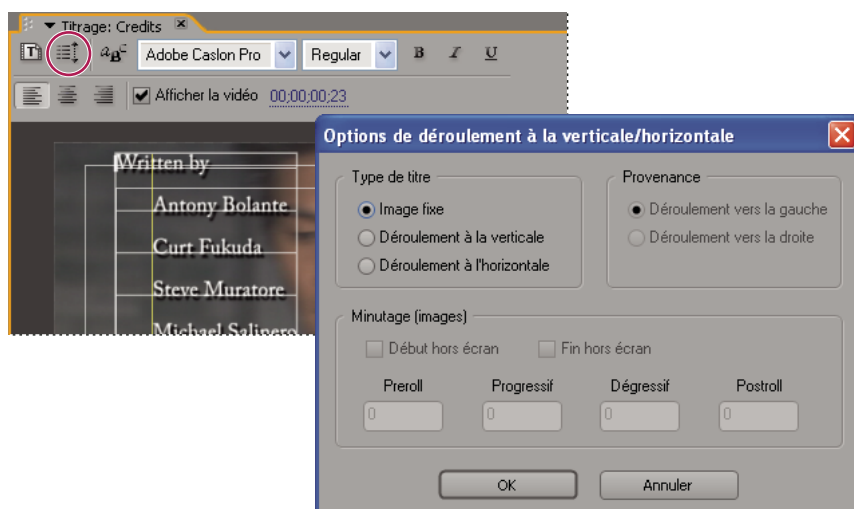 Titrage: Credits
T aBC Adobe Caslon Pro Regular B I U
Afficher la vidéo 00;00;00;23
Written by
Antony Bolante
Curt Fukuda
Steve Muratore
Michael Salinero
Options de déroulement à la verticale/horizontale
Type de titre
Image fixe
Déroulement à la verticale
Déroulement à l'horizontale
Provenance
Déroulement vers la gauche
Déroulement vers la droite
Minutage (images)
Début hors écran Fin hors écran
Preroll Progressif Dégressif Postroll
0 0 0 0
OK Annuler